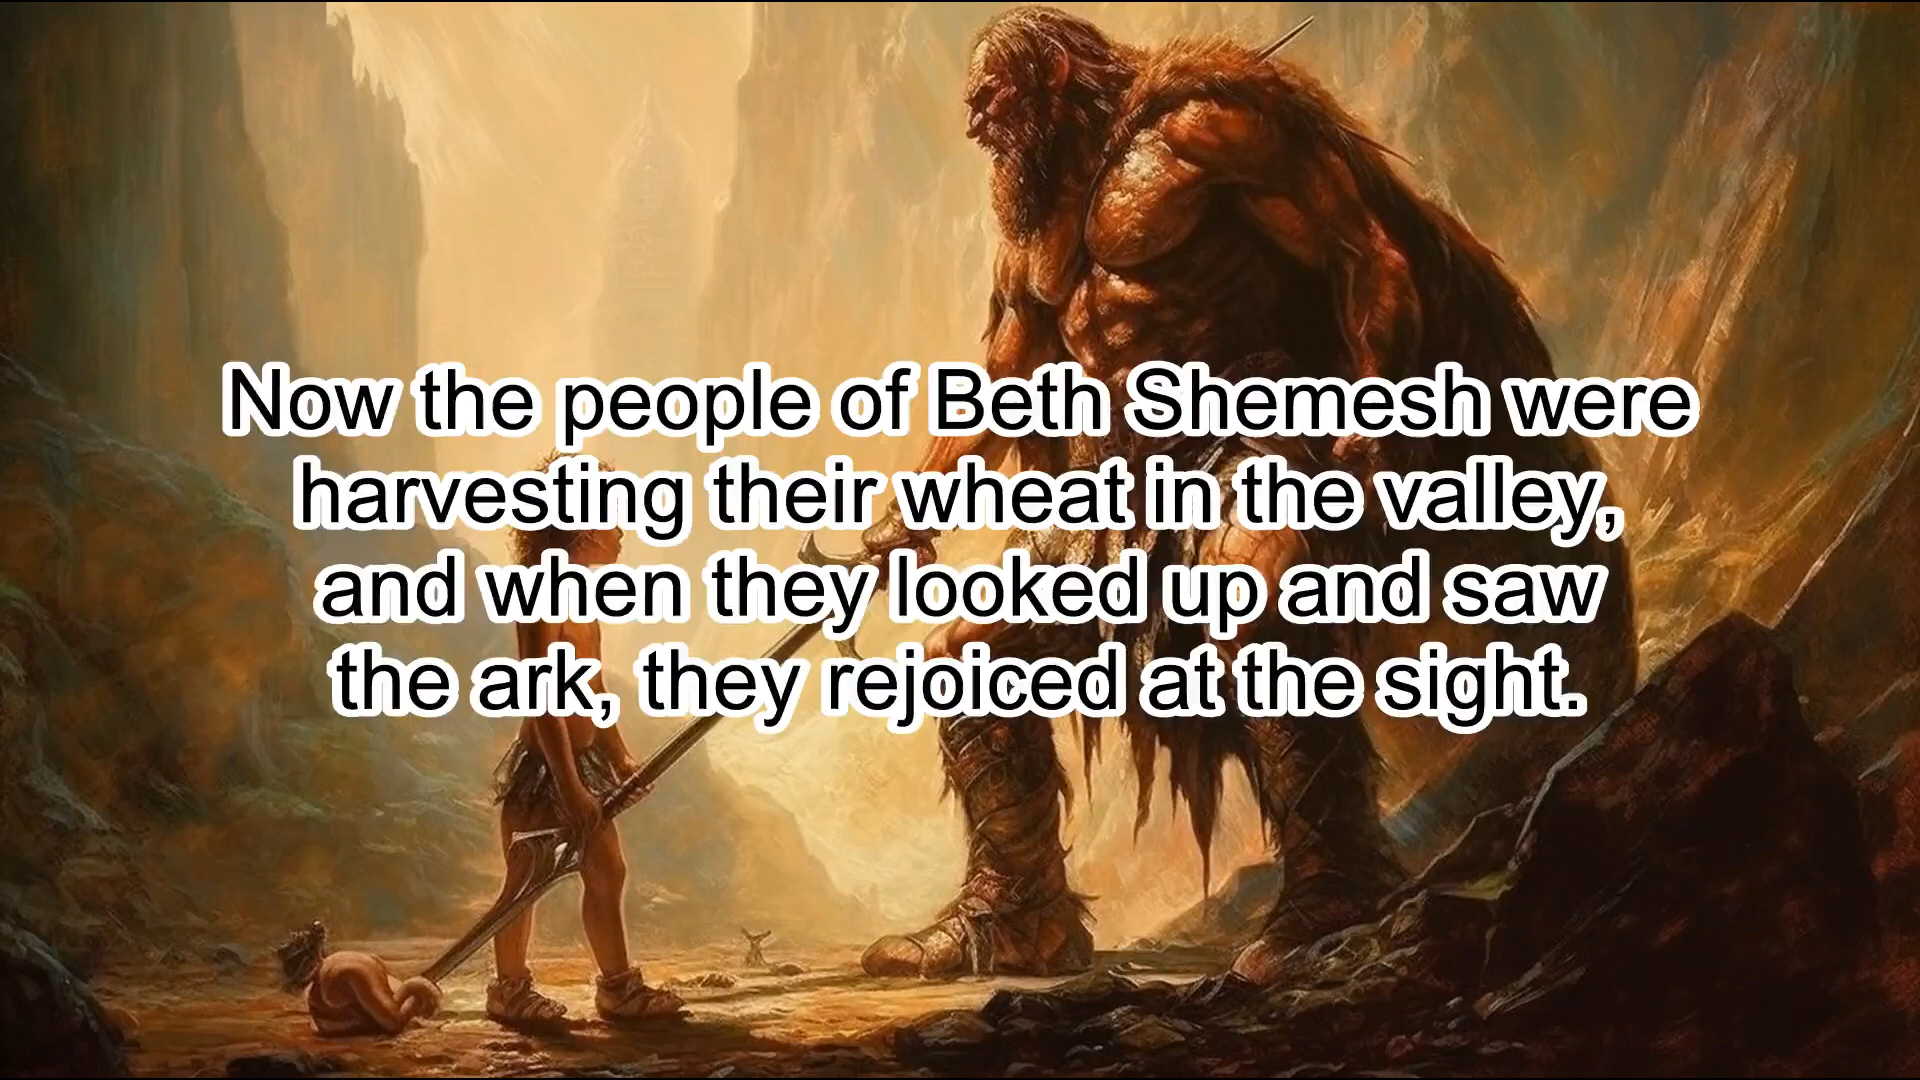 Now the people of Beth Shemesh were
harvesting their wheat in the valley,
and when they looked up and saw
the ark, they rejoiced at the sight.